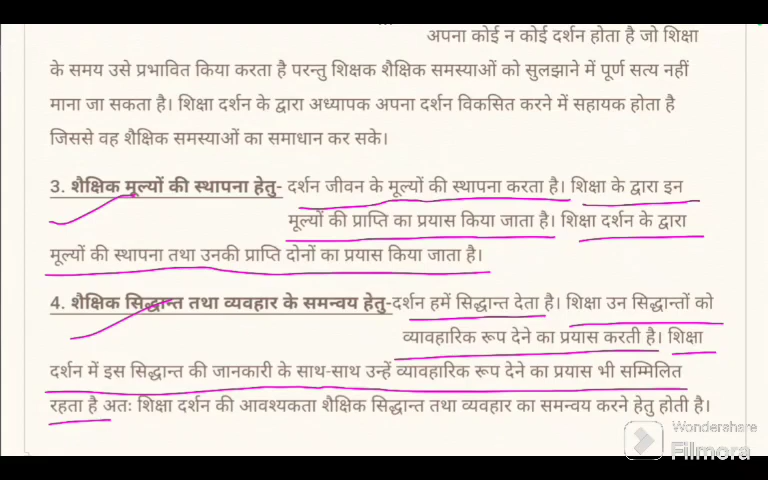 अपना कोई न कोई दर्शन होता है जो शिक्षा
के समय उसे प्रभावित किया करता है परन्तु शिक्षक शैक्षिक समस्याओं को सुलझाने में पूर्ण सत्य नहीं
माना जा सकता है। शिक्षा दर्शन के द्वारा अध्यापक अपना दर्शन विकसित करने में सहायक होता है
जिससे वह शैक्षिक समस्याओं का समाधान कर सके।
3. शैक्षिक मूल्यों की स्थापना हेतु- दर्शन जीवन के मूल्यों की स्थापना करता है। शिक्षा के द्वारा इन
मूल्यों की प्राप्ति का प्रयास किया जाता है। शिक्षा दर्शन के द्वारा
मूल्यों की स्थापना तथा उनकी प्राप्ति दोनों का प्रयास किया जाता है।
4. शैक्षिक सिद्धान्त तथा व्यवहार के समन्वय हेतु-दर्शन हमें सिद्धान्त देता है। शिक्षा उन सिद्धान्तों को
व्यावहारिक रूप देने का प्रयास करती है। शिक्षा
दर्शन में इस सिद्धान्त की जानकारी के साथ-साथ उन्हें व्यावहारिक रूप देने का प्रयास भी सम्मिलित
रहता है अतः शिक्षा दर्शन की आवश्यकता शैक्षिक सिद्धान्त तथा व्यवहार का समन्वय करने हेतु होती है।
Wondershare
Filmora